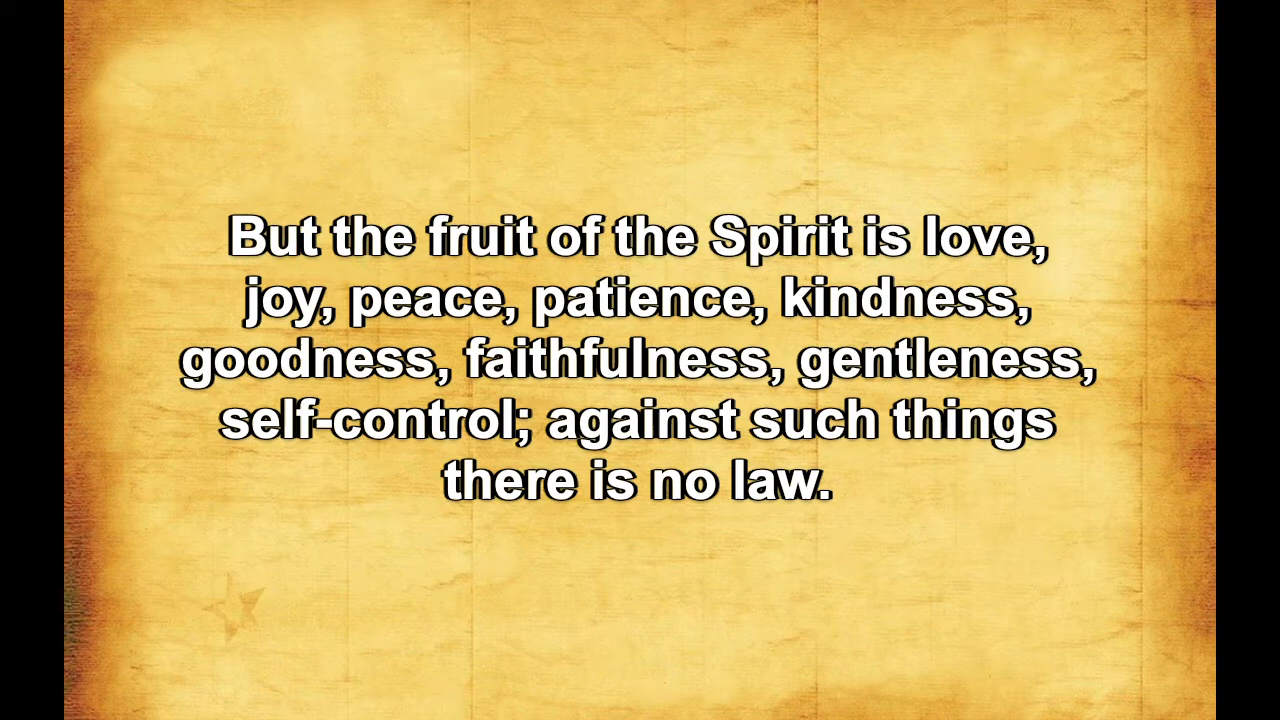 But the fruit of the Spirit is love,
joy, peace, patience, kindness,
goodness, faithfulness, gentleness,
self-control; against such things
there is no law.